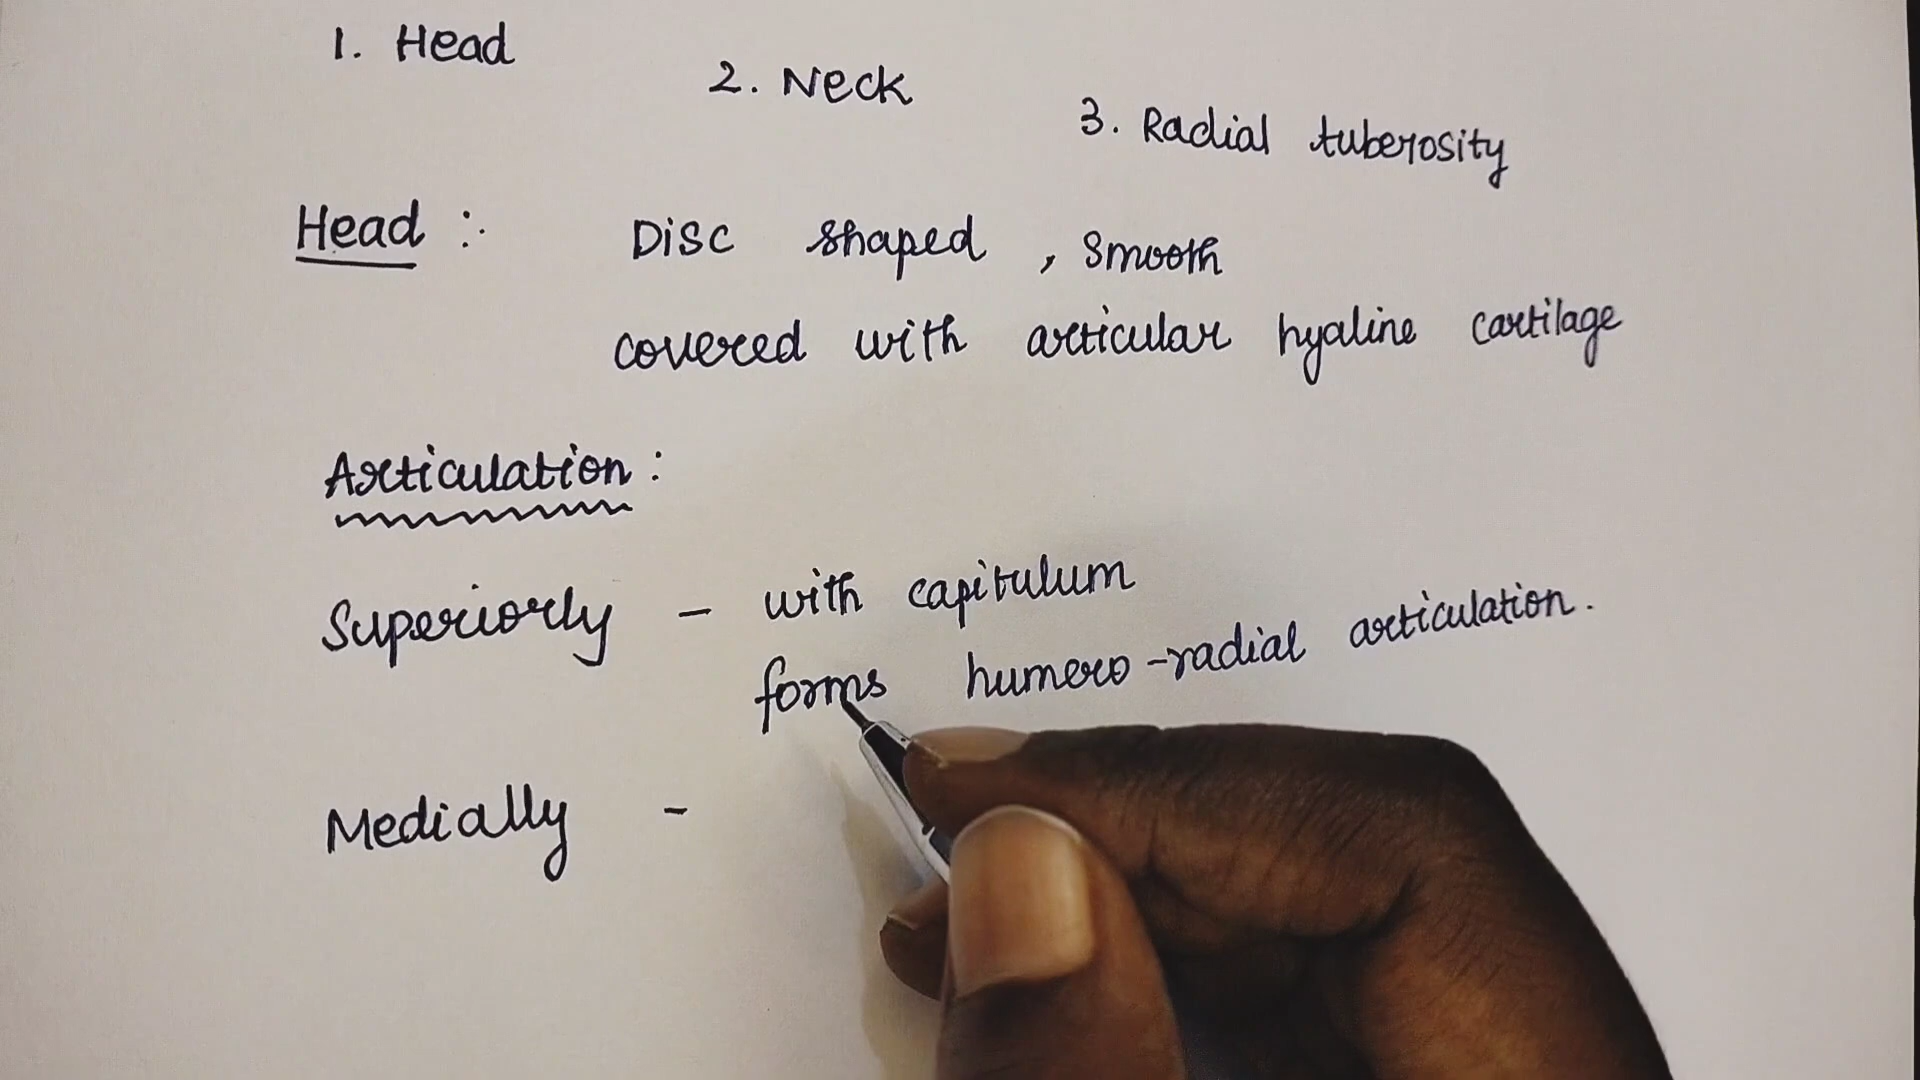 1. Head
2. Neck
3. Radial tuberosity
Head : Disc shaped , Smooth
covered with articular hyaline cartilage
Articulation :
Superiorly - with capitulum
forms humero-radial articulation.
Medially -